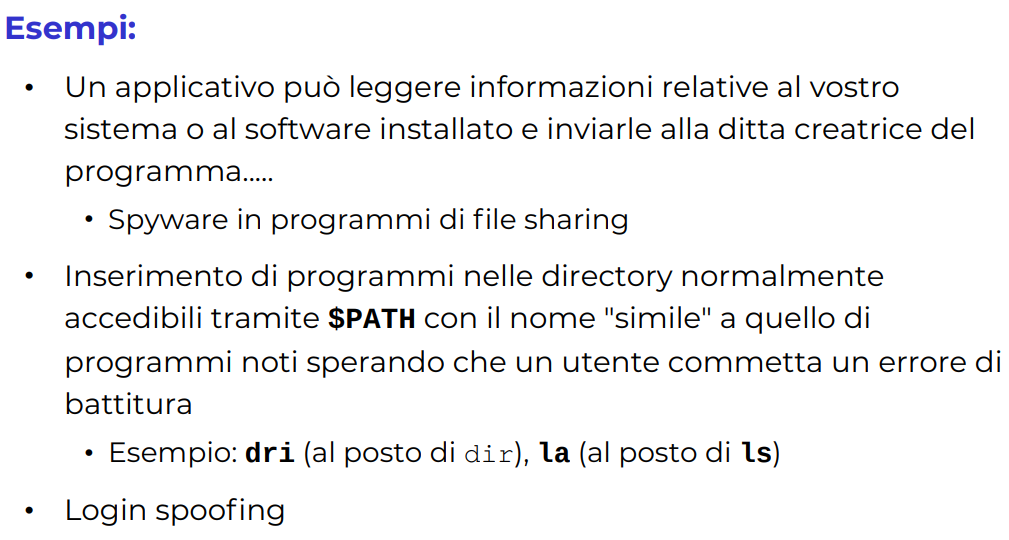 Esempi:
• Un applicativo può leggere informazioni relative al vostro
sistema o al software installato e inviarle alla ditta creatrice del
programma.....
• Spyware in programmi di file sharing
• Inserimento di programmi nelle directory normalmente
accedibili tramite $PATH con il nome "simile" a quello di
programmi noti sperando che un utente commetta un errore di
battitura
• Esempio: dri (al posto di dir), la (al posto di ls)
• Login spoofing